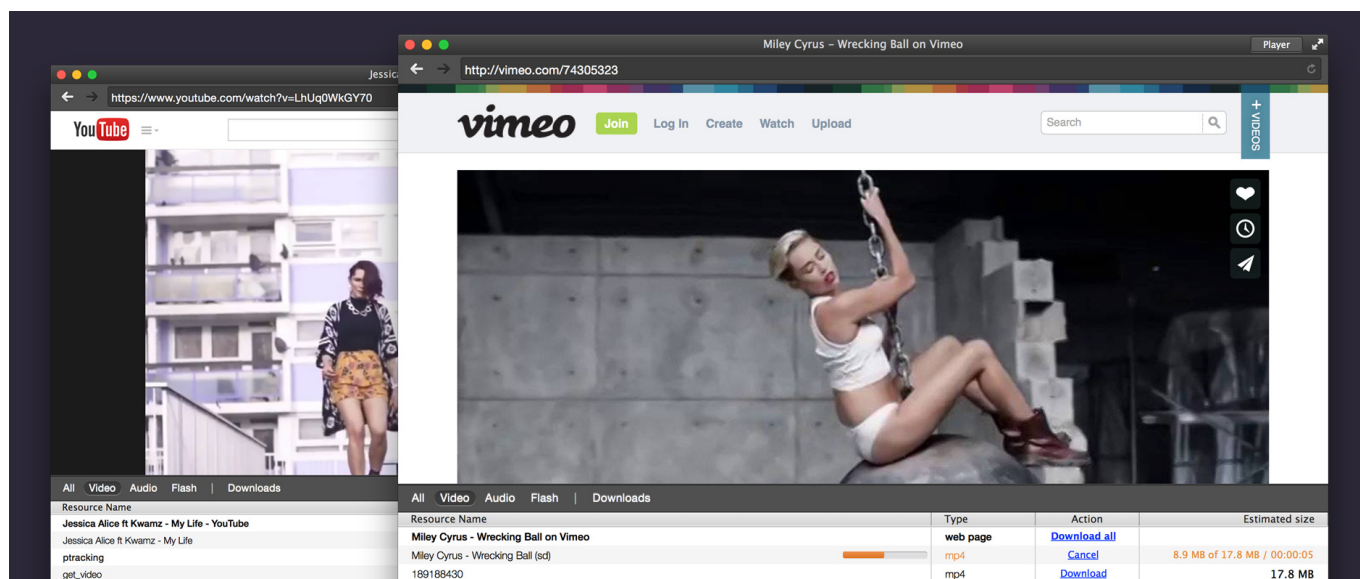 Jessica
https://www.youtube.com/watch?v=LhUq0WkGY70
YouTube
All Video Audio Flash | Downloads
Resource Name
Jessica Alice ft Kwamz - My Life - YouTube
Jessica Alice ft Kwamz - My Life
ptracking
get_video
Miley Cyrus - Wrecking Ball on Vimeo
Player
http://vimeo.com/74305323
vimeo Join Log In Create Watch Upload
Search
+ VIDEOS
All Video Audio Flash | Downloads
Resource Name Type Action Estimated size
Miley Cyrus - Wrecking Ball on Vimeo web page Download all
Miley Cyrus - Wrecking Ball (sd) mp4 Cancel 8.9 MB of 17.8 MB / 00:00:05
189188430 mp4 Download 17.8 MB